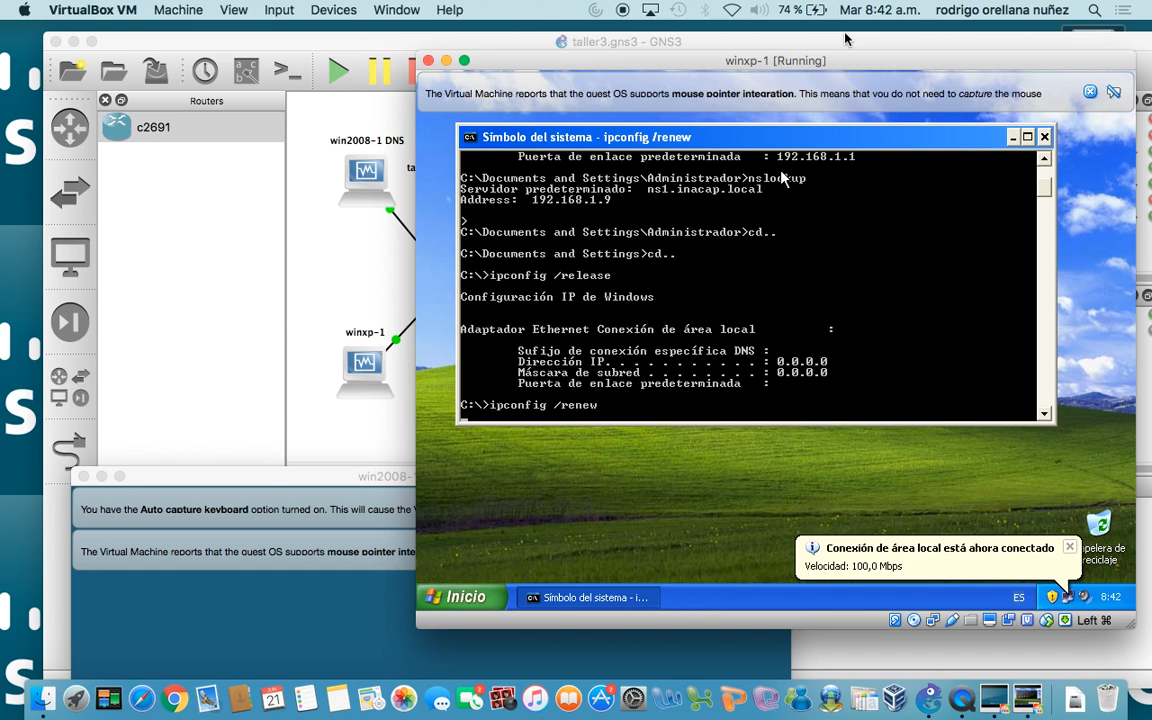 VirtualBox VM Machine View Input Devices Window Help 74 % Mar 8:42 a.m. rodrigo orellana nuñez
taller3.gns3 - GNS3
winxp-1 [Running]
The Virtual Machine reports that the guest OS supports mouse pointer integration. This means that you do not need to capture the mouse
Routers
c2691
win2008-1 DNS
ta
winxp-1
Símbolo del sistema - ipconfig /renew
Puerta de enlace predeterminada : 192.168.1.1
C:\Documents and Settings\Administrador>nslookup
Servidor predeterminado: ns1.inacap.local
Address: 192.168.1.9
>
C:\Documents and Settings\Administrador>cd..
C:\Documents and Settings>cd..
C:\>ipconfig /release
Configuración IP de Windows
Adaptador Ethernet Conexión de área local :
Sufijo de conexión específica DNS :
Dirección IP. . . . . . . . . . . : 0.0.0.0
Máscara de subred . . . . . . . . : 0.0.0.0
Puerta de enlace predeterminada :
C:\>ipconfig /renew
win2008-
You have the Auto capture keyboard option turned on. This will cause the
The Virtual Machine reports that the guest OS supports mouse pointer inte
Conexión de área local está ahora conectado
Velocidad: 100,0 Mbps
apelera de
reciclaje
Inicio
Símbolo del sistema - i...
ES
8:42
Left ⌘